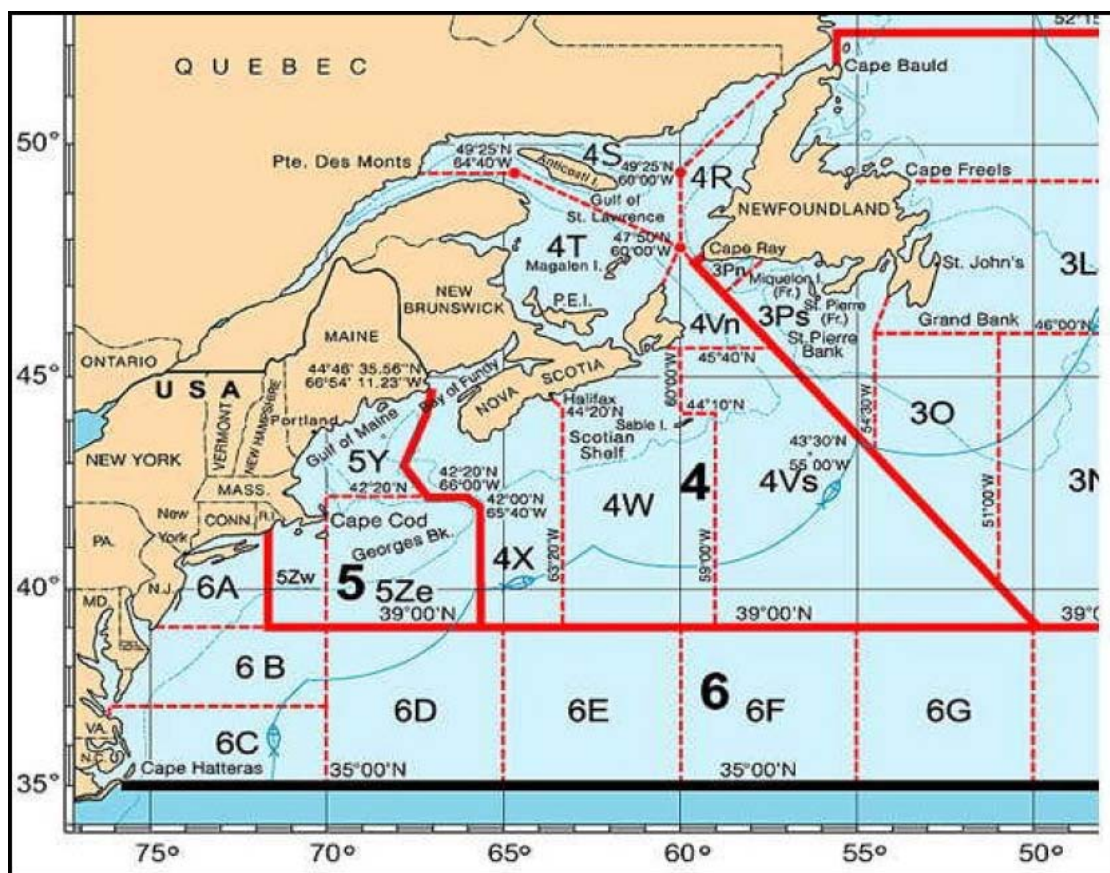 52°15
QUEBEC
Cape Bauld
50°
Pte. Des Monts
49°25'N
64°40'W
4S
Anticosti I.
49°25'N
60°00'W
4R
Cape Freels
Gulf of
St. Lawrence
NEWFOUNDLAND
47°50'N
60°00'W
4T
Magalen I.
Cape Ray
3Pn
Miquelon I.
(Fr.)
St. John's
3L
NEW
BRUNSWICK
P.E.I.
4Vn
3Ps
St. Pierre
(Fr.)
St. Pierre
Bank
Grand Bank
46°00'N
MAINE
ONTARIO
45°
44°46' 35.56"N
66°54' 11.23"W
Bay of Fundy
NOVA SCOTIA
45°40'N
60°00'W
USA
VERMONT
NEW HAMPSHIRE
Portland
Gulf of Maine
Halifax
44°20'N
44°10'N
Sable I.
Scotian
Shelf
54°30'W
3O
NEW YORK
5Y
43°30'N
55°00'W
MASS.
42°20'N
42°20'N
66°00'W
42°00'N
65°40'W
4W
4
4Vs
51°00'W
3N
New
York
CONN.
R.I.
Cape Cod
Georges Bk.
PA.
4X
63°20'W
59°00'W
40°
N.J.
6A
5Zw
5
5Ze
MD.
39°00'N
39°00'N
39°0
6 B
6D
6E
6
6F
6G
VA.
6C
N.C.
Cape Hatteras
35°
35°00'N
35°00'N
75°
70°
65°
60°
55°
50°